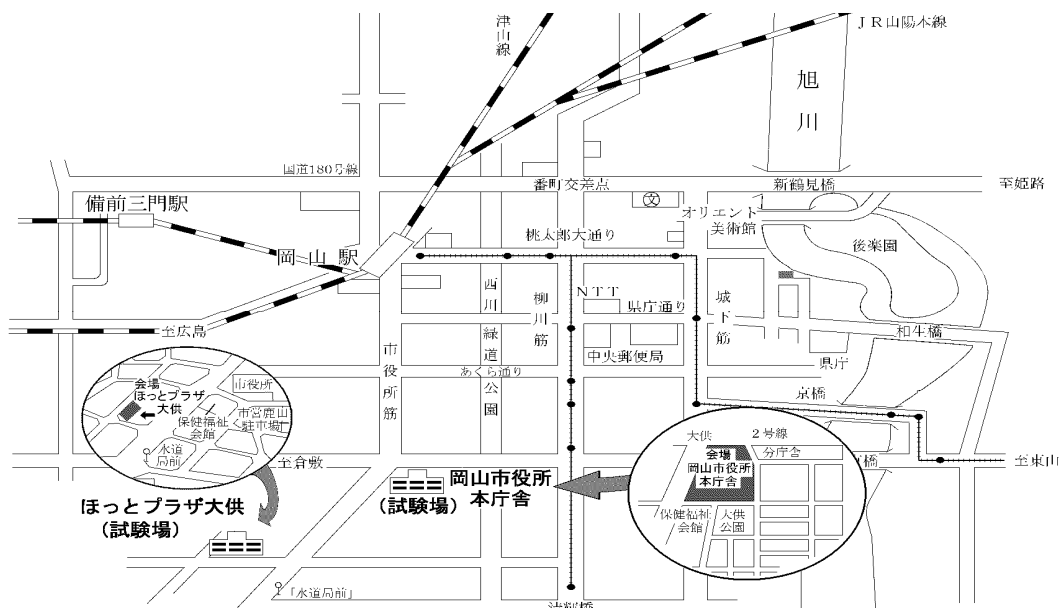 津山線
JR山陽本線
旭川
国道180号線
番町交差点
新鶴見橋
至姫路
備前三門駅
オリエント
美術館
桃太郎大通り
後楽園
岡山駅
西川
緑道
公園
柳川筋
NTT
県庁通り
城下筋
至広島
市役所筋
中央郵便局
県庁
あくら通り
京橋
市役所
会場
ほっとプラザ
大供
保健福祉
会館
市営鹿山
駐車場
水道
局前
至倉敷
大供
2号線
会場
岡山市役所
本庁舎
分庁舎
保健福祉
会館
大供
公園
橋
至東山
ほっとプラザ大供
(試験場)
岡山市役所
本庁舎
(試験場)
「水道局前」